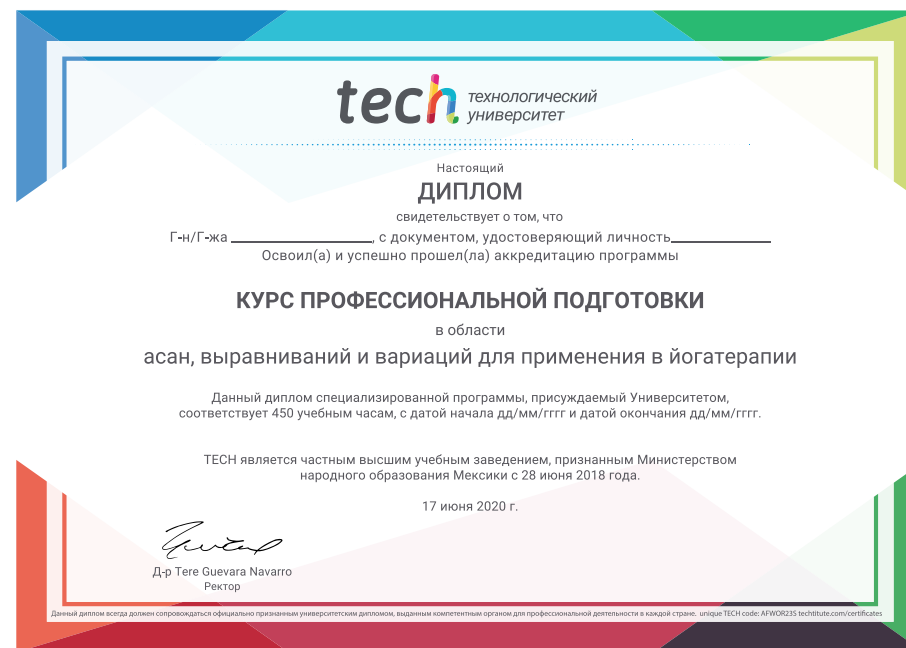 tech технологический
университет
Настоящий
ДИПЛОМ
свидетельствует о том, что
Г-н/Г-жа ____________________, с документом, удостоверяющий личность______________
Освоил(а) и успешно прошел(ла) аккредитацию программы
КУРС ПРОФЕССИОНАЛЬНОЙ ПОДГОТОВКИ
в области
асан, выравниваний и вариаций для применения в йогатерапии
Данный диплом специализированной программы, присуждаемый Университетом,
соответствует 450 учебным часам, с датой начала дд/мм/гггг и датой окончания дд/мм/гггг.
TECH является частным высшим учебным заведением, признанным Министерством
народного образования Мексики с 28 июня 2018 года.
17 июня 2020 г.
Д-р Tere Guevara Navarro
Ректор
Данный диплом всегда должен сопровождаться официально признанным университетским дипломом, выданным компетентным органом для профессиональной деятельности в каждой стране. unique TECH code: AFWOR23S techtitute.com/certificates